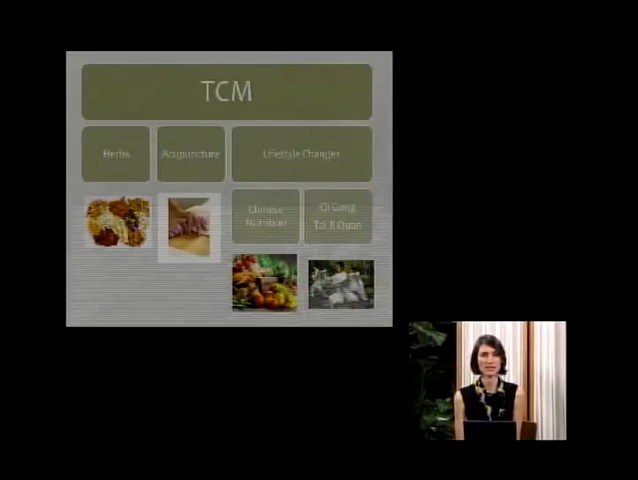 TCM
Herbs
Acupuncture
Lifestyle Changes
Chinese
Nutrition
Qi Gong
Tai Ji Quan